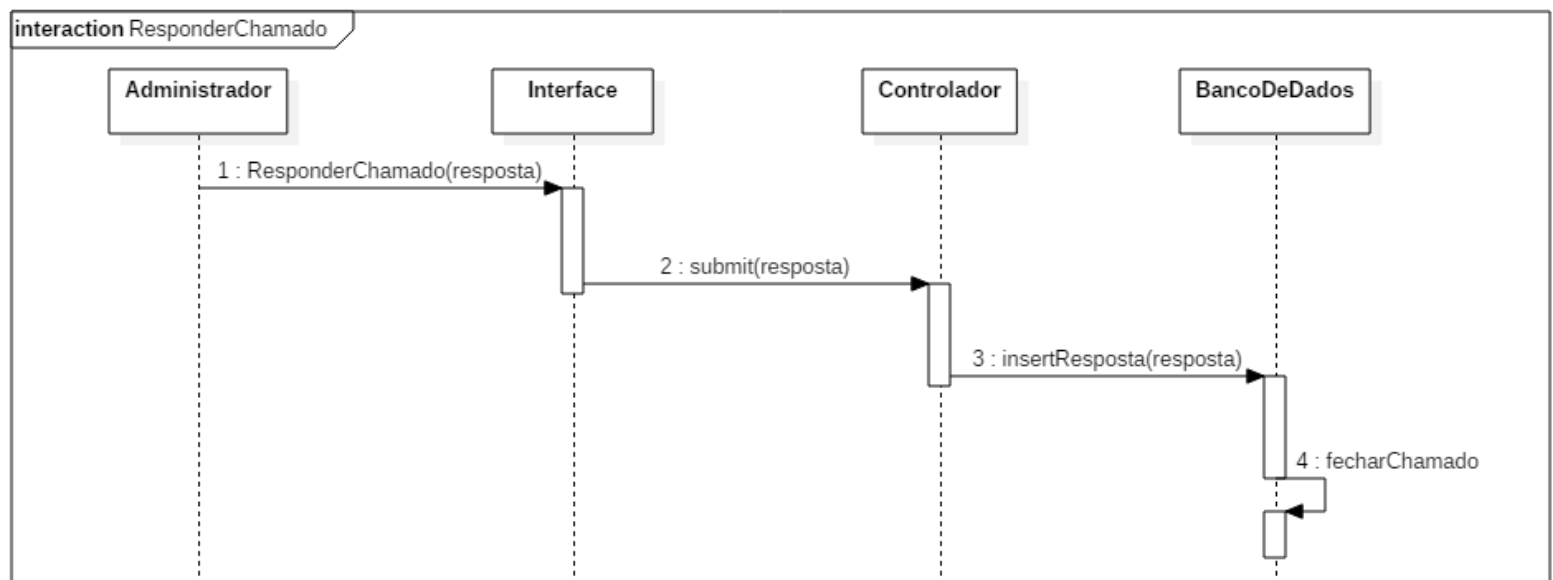 interaction ResponderChamado
Administrador
Interface
Controlador
BancoDeDados
1 : ResponderChamado(resposta)
2 : submit(resposta)
3 : insertResposta(resposta)
4 : fecharChamado